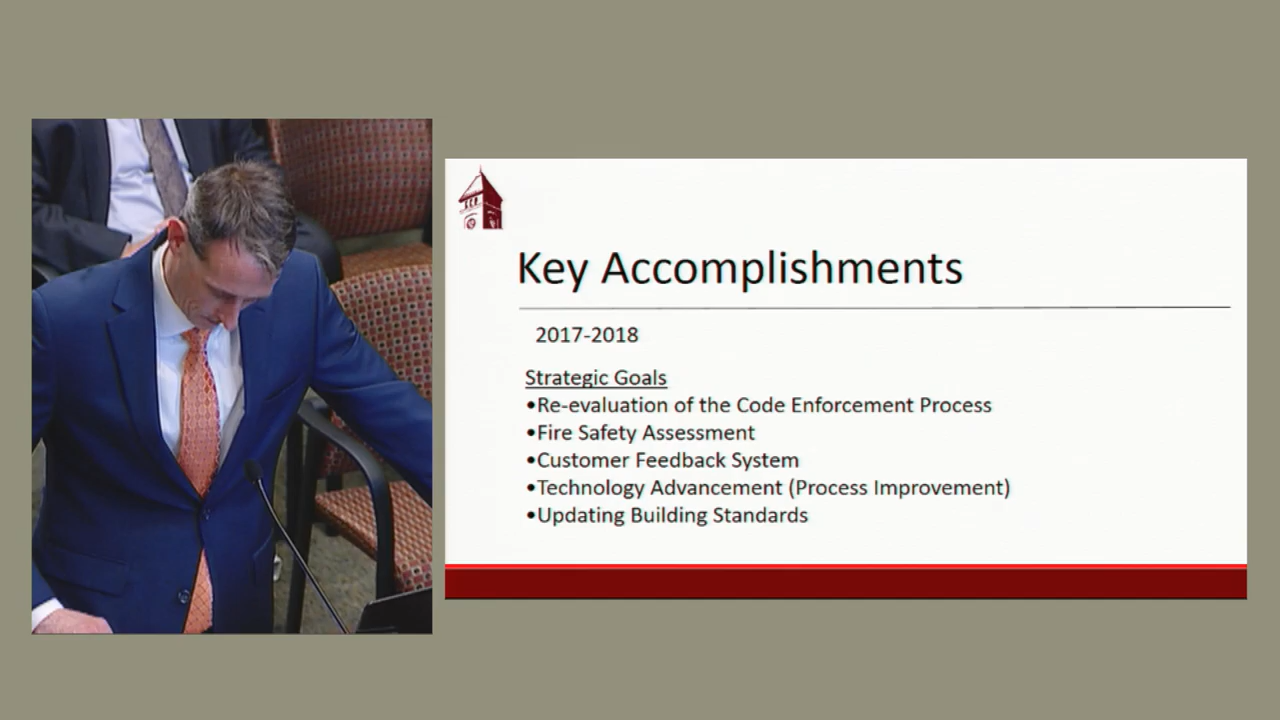 Key Accomplishments
2017-2018
Strategic Goals
•Re-evaluation of the Code Enforcement Process
•Fire Safety Assessment
•Customer Feedback System
•Technology Advancement (Process Improvement)
•Updating Building Standards